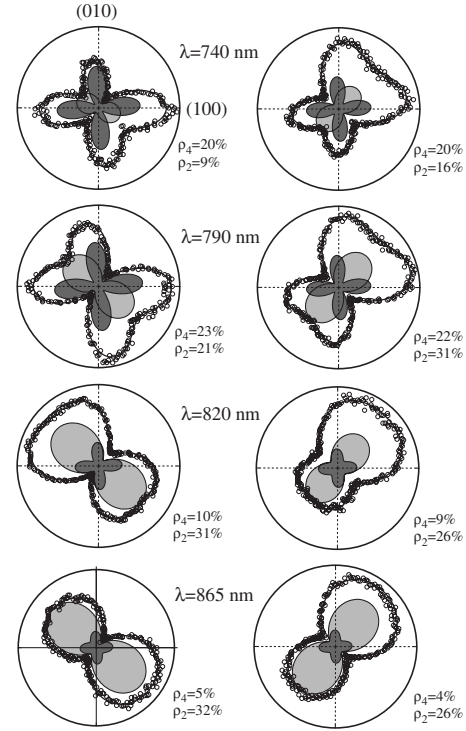 (010)
λ=740 nm
(100)
ρ₄=20%
ρ₂=9%
ρ₄=20%
ρ₂=16%
λ=790 nm
ρ₄=23%
ρ₂=21%
ρ₄=22%
ρ₂=31%
λ=820 nm
ρ₄=10%
ρ₂=31%
ρ₄=9%
ρ₂=26%
λ=865 nm
ρ₄=5%
ρ₂=32%
ρ₄=4%
ρ₂=26%